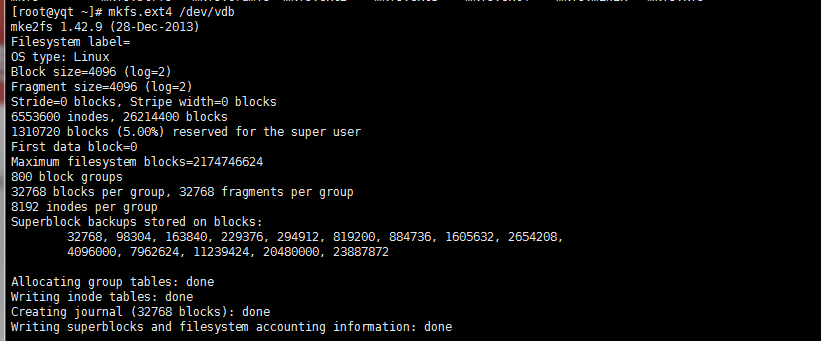 [root@yqt ~]# mkfs.ext4 /dev/vdb
mke2fs 1.42.9 (28-Dec-2013)
Filesystem label=
OS type: Linux
Block size=4096 (log=2)
Fragment size=4096 (log=2)
Stride=0 blocks, Stripe width=0 blocks
6553600 inodes, 26214400 blocks
1310720 blocks (5.00%) reserved for the super user
First data block=0
Maximum filesystem blocks=2174746624
800 block groups
32768 blocks per group, 32768 fragments per group
8192 inodes per group
Superblock backups stored on blocks:
32768, 98304, 163840, 229376, 294912, 819200, 884736, 1605632, 2654208,
4096000, 7962624, 11239424, 20480000, 23887872
Allocating group tables: done
Writing inode tables: done
Creating journal (32768 blocks): done
Writing superblocks and filesystem accounting information: done